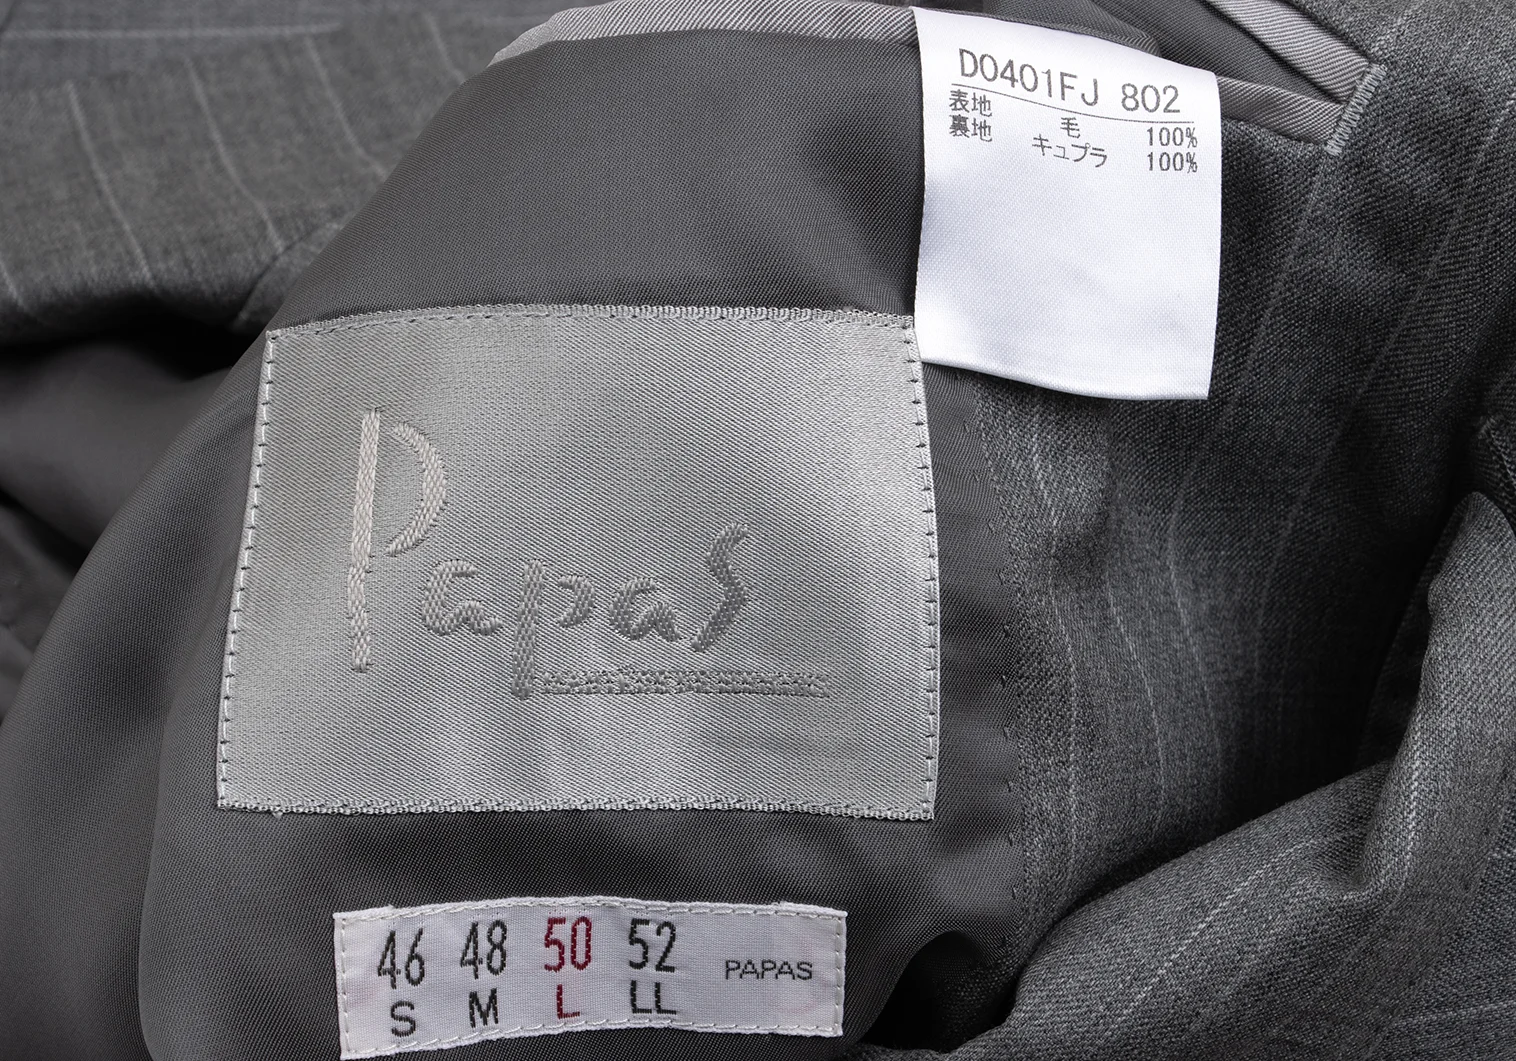 D0401FJ 802
表地 毛 100%
裏地 キュプラ 100%
Papas
46 48 50 52 PAPAS
S M L LL